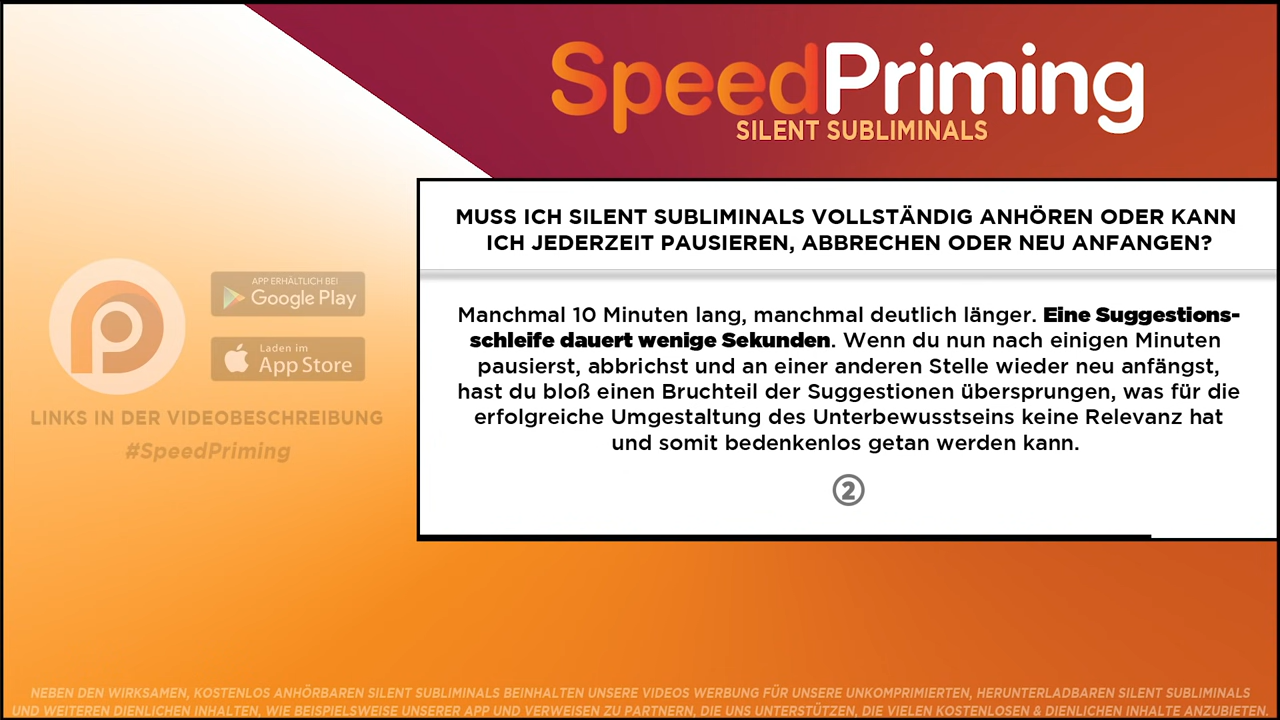 SpeedPriming
SILENT SUBLIMINALS
MUSS ICH SILENT SUBLIMINALS VOLLSTÄNDIG ANHÖREN ODER KANN
ICH JEDERZEIT PAUSIEREN, ABBRECHEN ODER NEU ANFANGEN?
Manchmal 10 Minuten lang, manchmal deutlich länger. Eine Suggestions-
schleife dauert wenige Sekunden. Wenn du nun nach einigen Minuten
pausierst, abbrichst und an einer anderen Stelle wieder neu anfängst,
hast du bloß einen Bruchteil der Suggestionen übersprungen, was für die
erfolgreiche Umgestaltung des Unterbewusstseins keine Relevanz hat
und somit bedenkenlos getan werden kann.
②
APP ERHÄLTLICH BEI
Google Play
Laden im
App Store
LINKS IN DER VIDEOBESCHREIBUNG
#SpeedPriming
NEBEN DEN WIRKSAMEN, KOSTENLOS ANHÖRBAREN SILENT SUBLIMINALS BEINHALTEN UNSERE VIDEOS WERBUNG FÜR UNSERE UNKOMPRIMIERTEN, HERUNTERLADBAREN SILENT SUBLIMINALS
UND WEITEREN DIENLICHEN INHALTEN, WIE BEISPIELSWEISE UNSERER APP UND VERWEISEN ZU PARTNERN, DIE UNS UNTERSTÜTZEN, DIE VIELEN KOSTENLOSEN & DIENLICHEN INHALTE ANZUBIETEN.